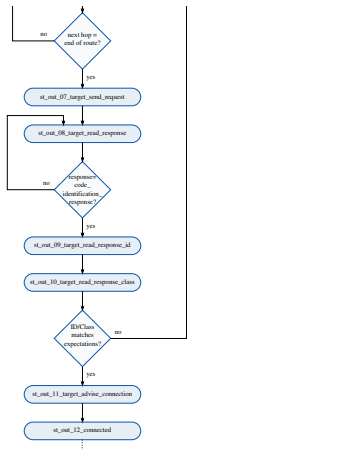 next hop =
no
end of route?
yes
st_out_07_target_send_request
st_out_08_target_read_response
response=
code_
no
identification_
response?
yes
st_out_09_target_read_response_id
st_out_10_target_read_response_class
ID/Class
no
matches
expectations?
yes
st_out_11_target_advise_connection
st_out_12_connected